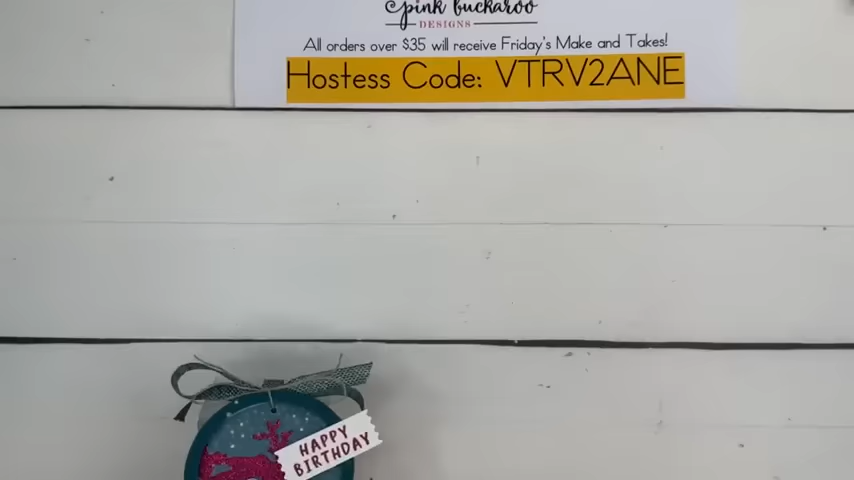 pink buckaroo
DESIGNS
All orders over $35 will receive Friday's Make and Takes!
Hostess Code: VTRV2ANE
HAPPY
BIRTHDAY